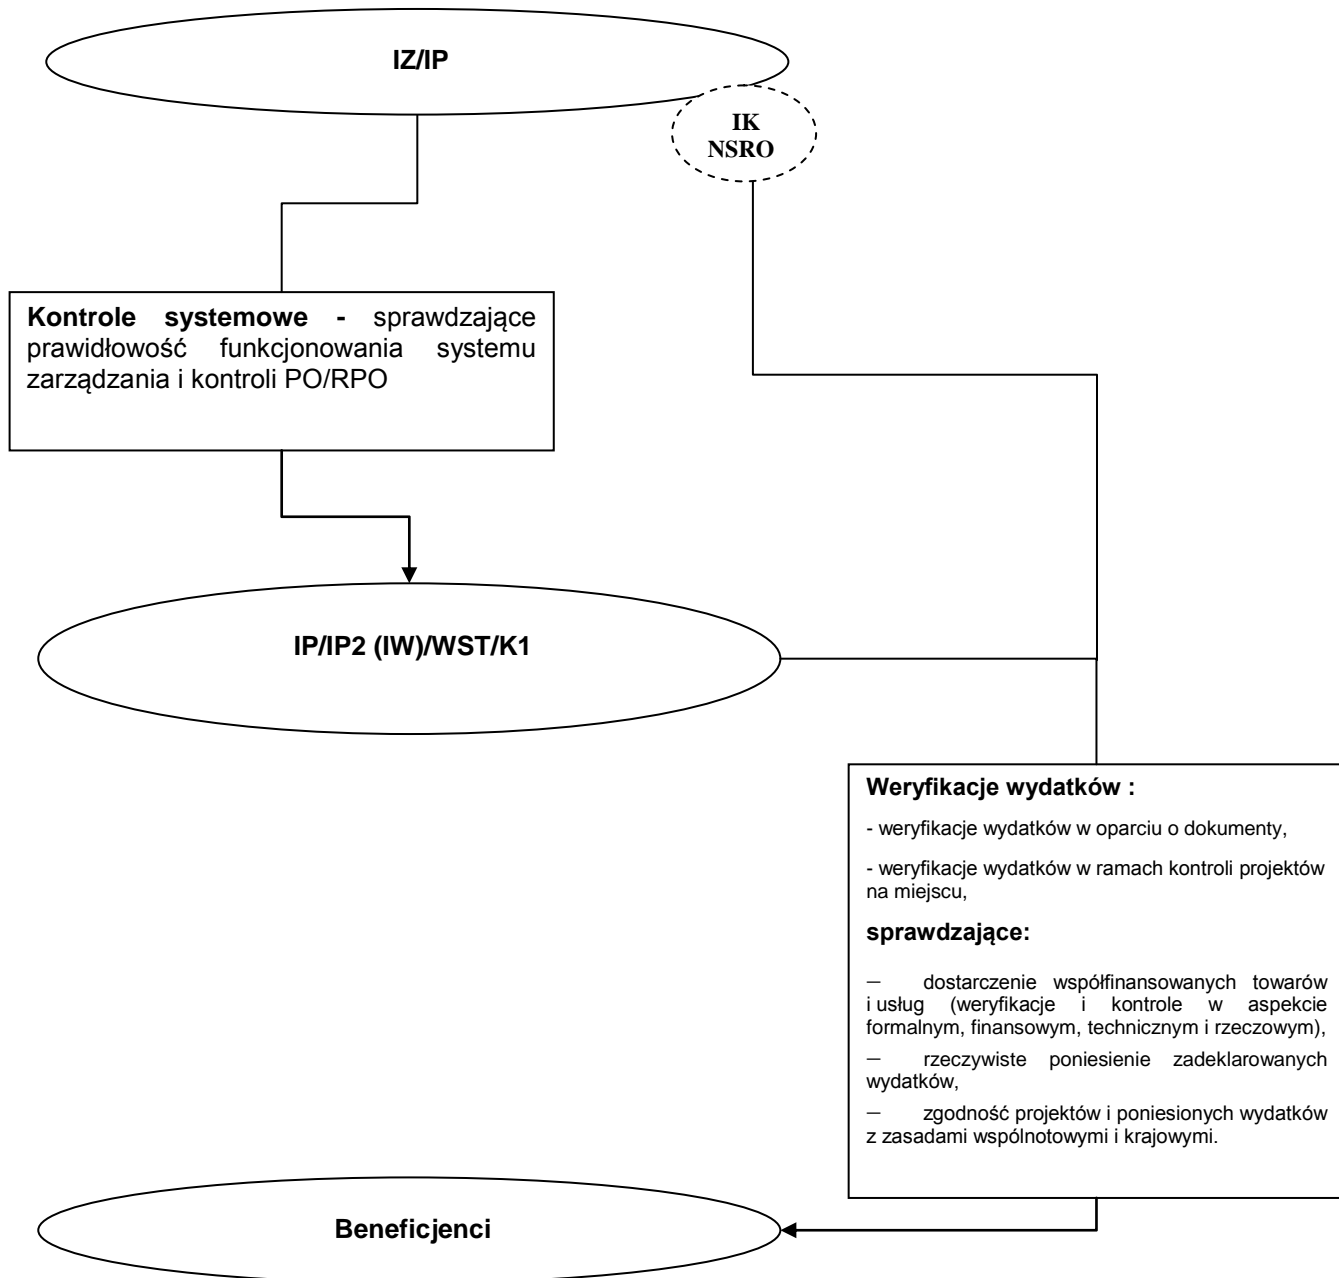 IZ/IP
IK
NSRO
Kontrole systemowe - sprawdzające
prawidłowość funkcjonowania systemu
zarządzania i kontroli PO/RPO
IP/IP2 (IW)/WST/K1
Weryfikacje wydatków :
- weryfikacje wydatków w oparciu o dokumenty,
- weryfikacje wydatków w ramach kontroli projektów
na miejscu,
sprawdzające:
– dostarczenie współfinansowanych towarów
i usług (weryfikacje i kontrole w aspekcie
formalnym, finansowym, technicznym i rzeczowym),
– rzeczywiste poniesienie zadeklarowanych
wydatków,
– zgodność projektów i poniesionych wydatków
z zasadami wspólnotowymi i krajowymi.
Beneficjenci